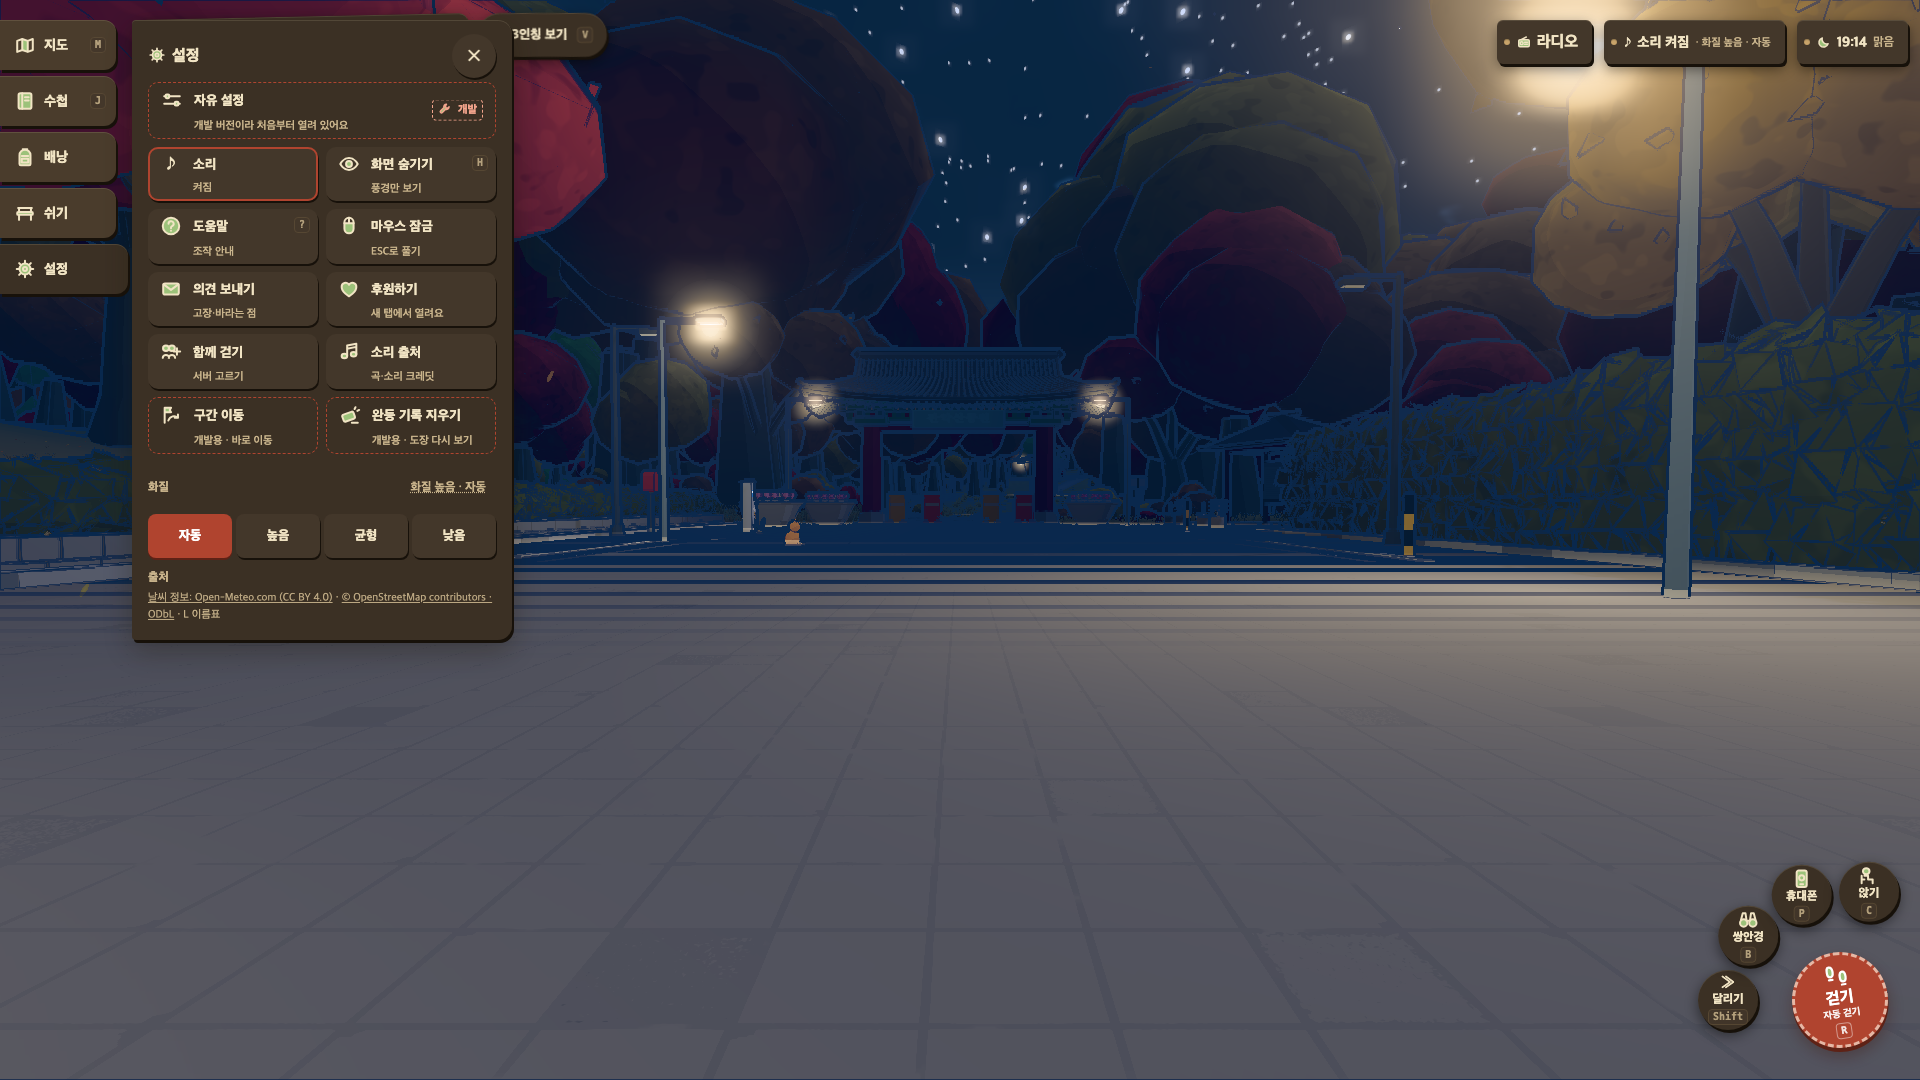 지도 M
수첩 J
배낭
쉬기
설정
설정
3인칭 보기 V
자유 설정
개발 버전이라 처음부터 열려 있어요
개발
소리
켜짐
화면 숨기기 H
풍경만 보기
도움말 ?
조작 안내
마우스 잠금
ESC로 풀기
의견 보내기
고장·바라는 점
후원하기
새 탭에서 열려요
함께 걷기
서버 고르기
소리 출처
곡·소리 크레딧
구간 이동
개발용 · 바로 이동
완등 기록 지우기
개발용 · 도장 다시 보기
화질
화질 높음 · 자동
자동
높음
균형
낮음
출처
날씨 정보: Open-Meteo.com (CC BY 4.0) · © OpenStreetMap contributors ·
ODbL · L 이름표
라디오
소리 켜짐 · 화질 높음 · 자동
19:14 맑음
휴대폰
P
앉기
C
쌍안경
B
달리기
Shift
걷기
자동 걷기
R